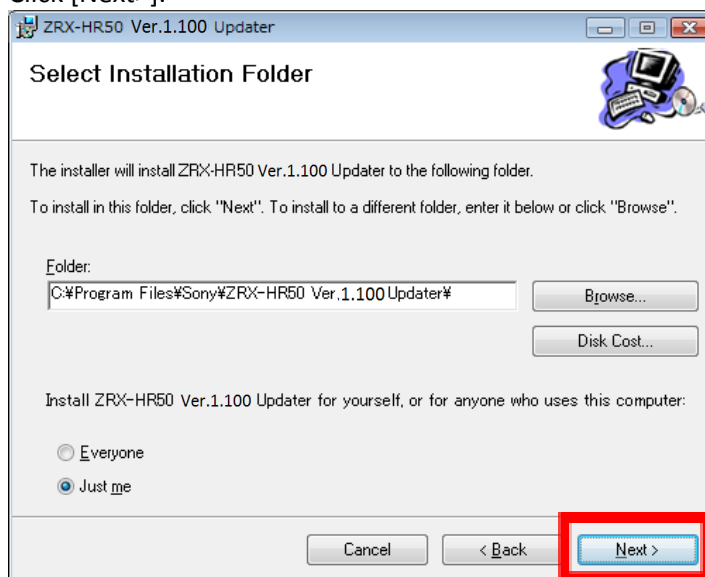 Click [Next>].
ZRX-HR50 Ver.1.100 Updater
Select Installation Folder
The installer will install ZRX-HR50 Ver.1.100 Updater to the following folder.
To install in this folder, click "Next". To install to a different folder, enter it below or click "Browse".
Folder:
C:¥Program Files¥Sony¥ZRX-HR50 Ver.1.100 Updater¥
Browse...
Disk Cost...
Install ZRX-HR50 Ver.1.100 Updater for yourself, or for anyone who uses this computer:
Everyone
Just me
Cancel
< Back
Next >